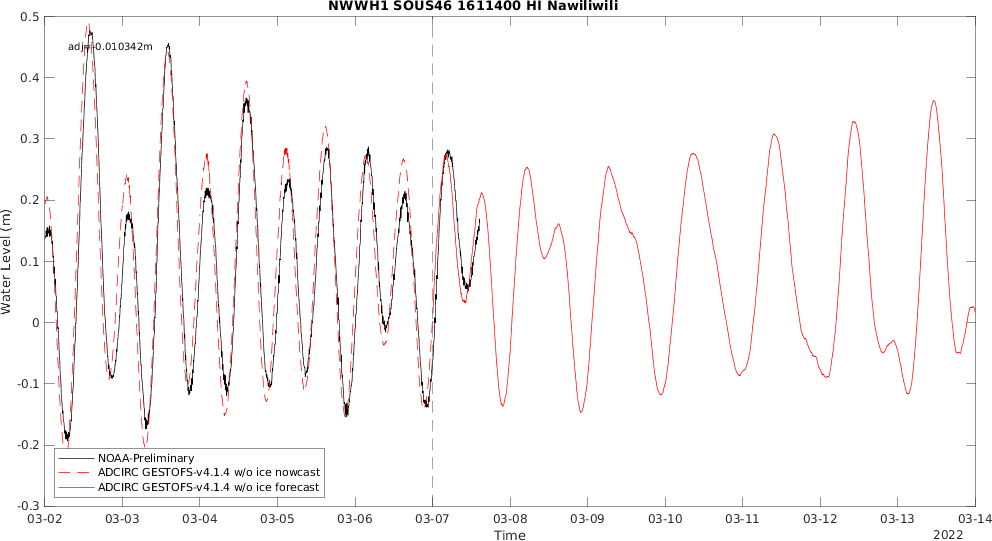 NWWH1 SOUS46 1611400 HI Nawiliwili
adj=-0.010342m
0.5
0.4
0.3
0.2
0.1
0
-0.1
-0.2
-0.3
Water Level (m)
NOAA-Preliminary
ADCIRC GESTOFS-v4.1.4 w/o ice nowcast
ADCIRC GESTOFS-v4.1.4 w/o ice forecast
03-02 03-03 03-04 03-05 03-06 03-07 03-08 03-09 03-10 03-11 03-12 03-13 03-14
Time
2022